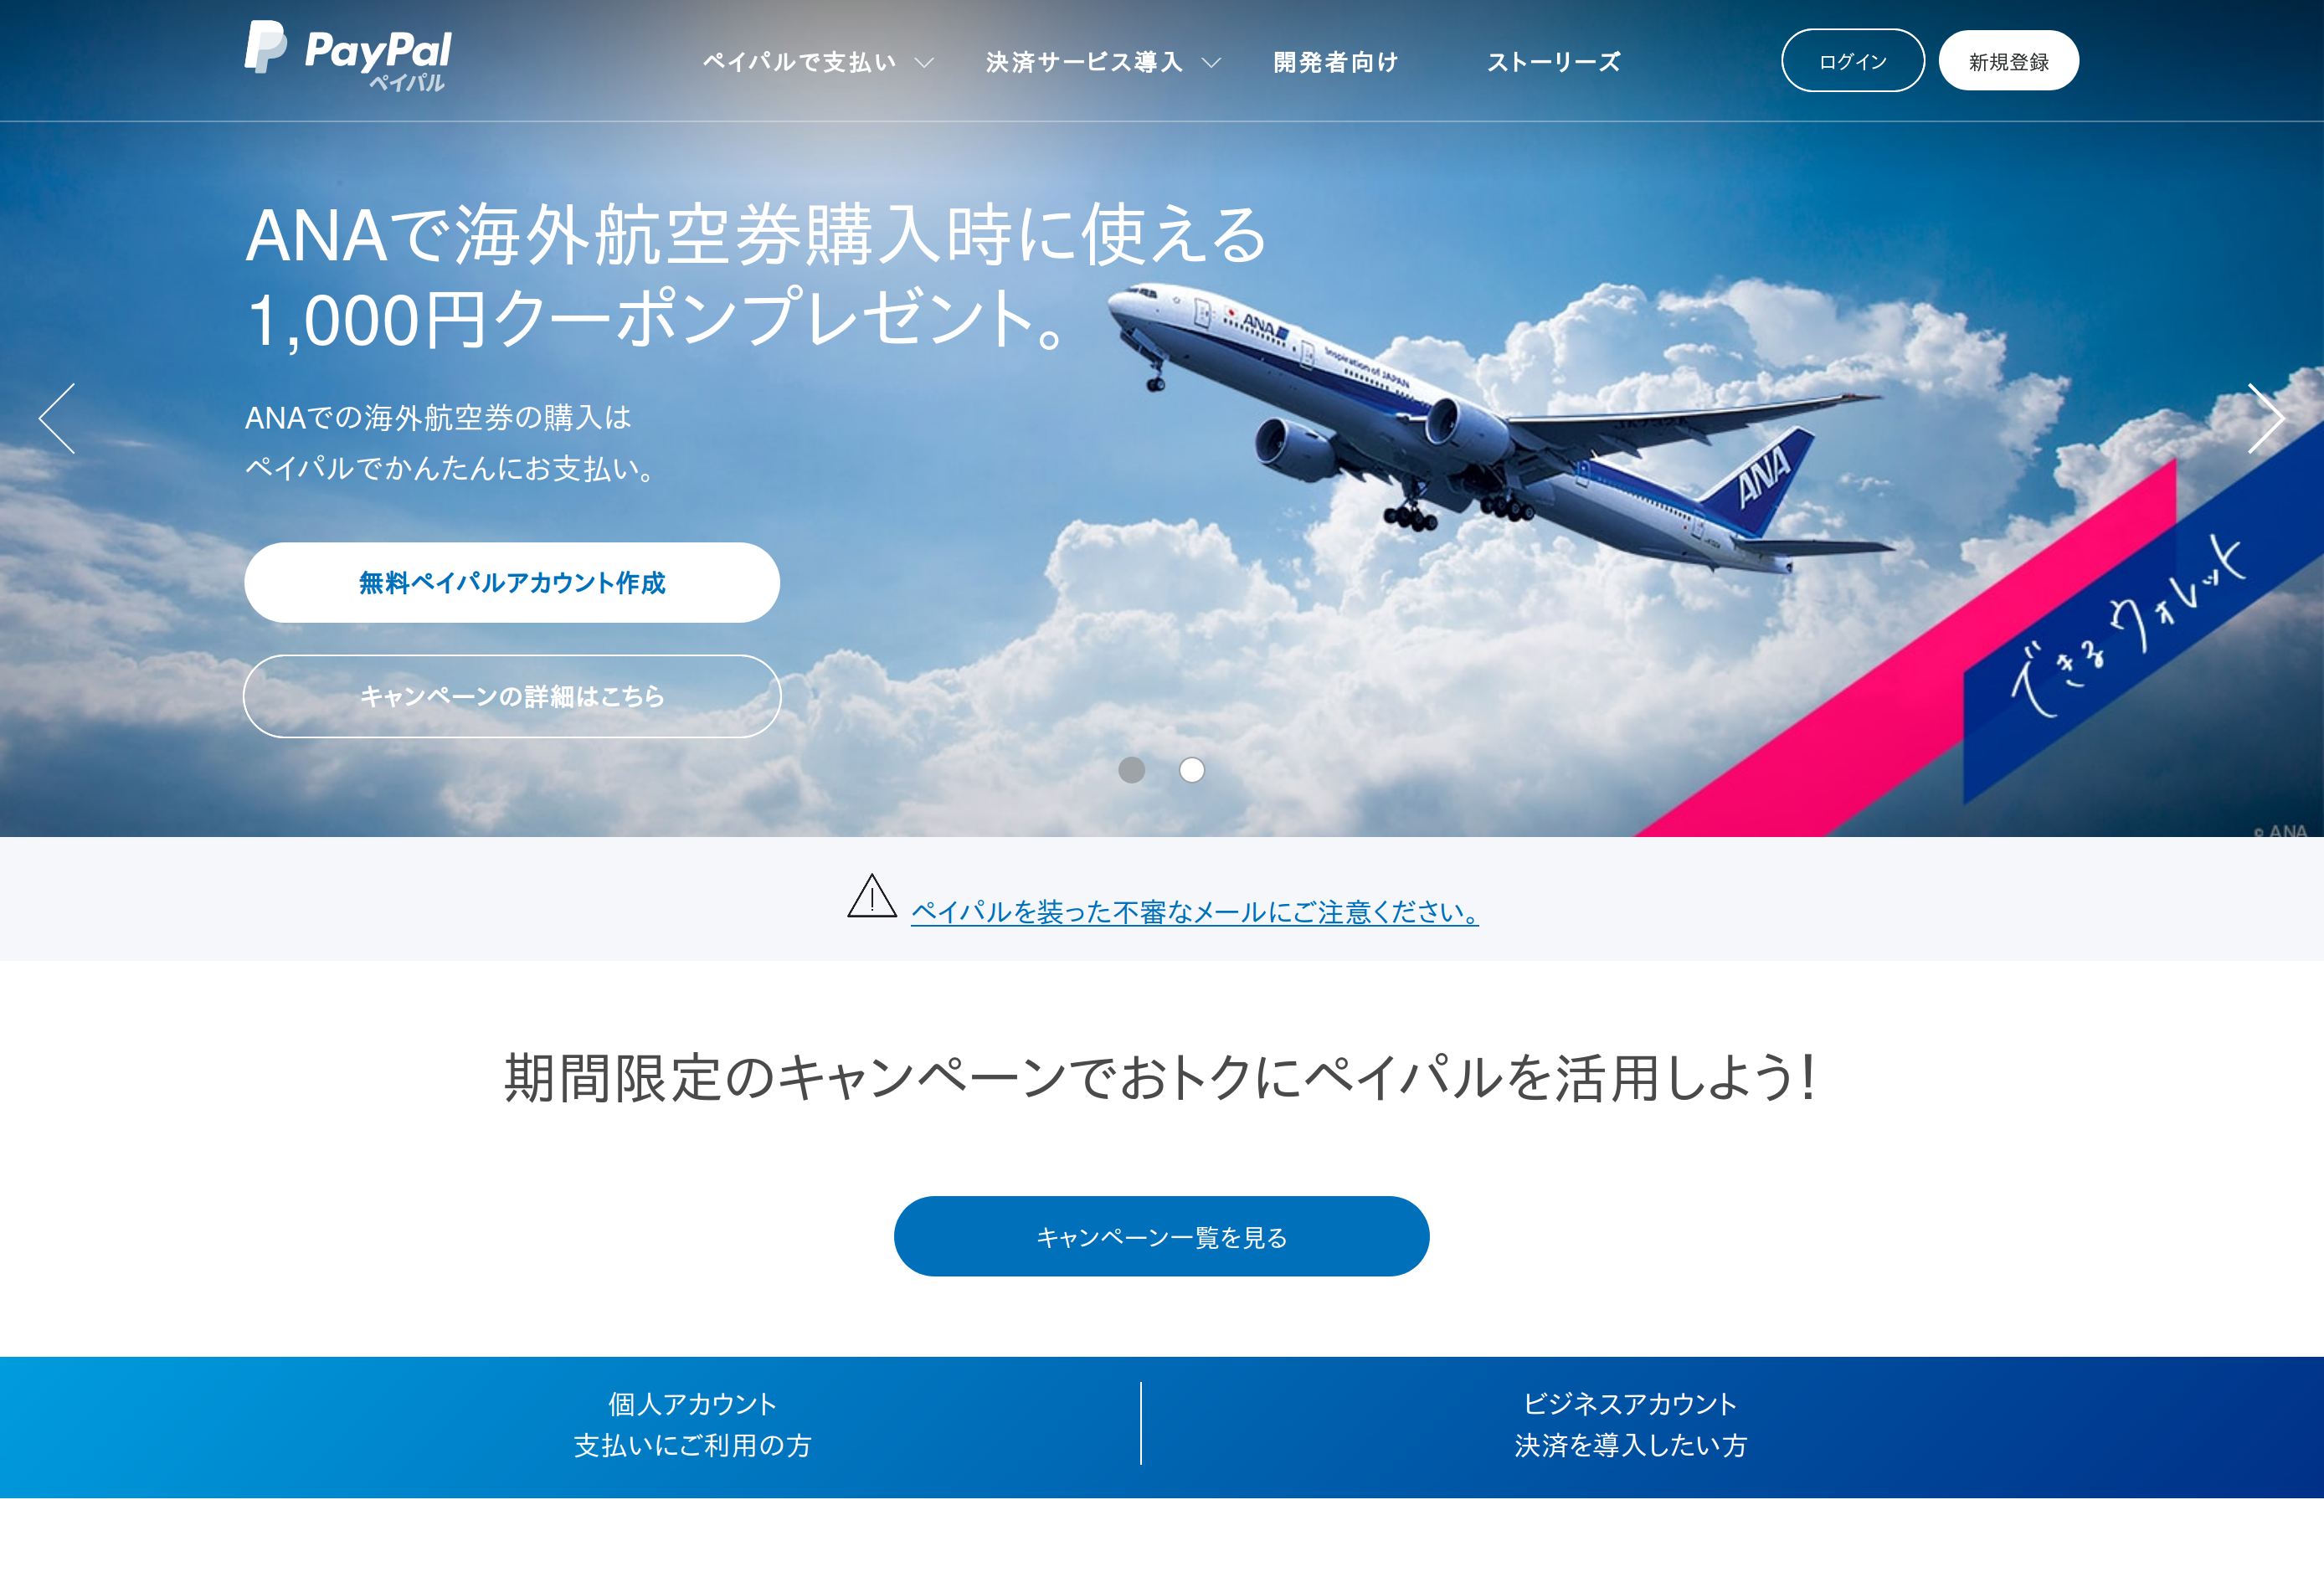 PayPal
ペイパル
ペイパルで支払い
決済サービス導入
開発者向け
ストーリーズ
ログイン
新規登録
ANAで海外航空券購入時に使える
1,000円クーポンプレゼント。
ANA
Inspiration of JAPAN
ANAでの海外航空券の購入は
ペイパルでかんたんにお支払い。
ANA
無料ペイパルアカウント作成
できるウォレット
キャンペーンの詳細はこちら
© ANA
ペイパルを装った不審なメールにご注意ください。
期間限定のキャンペーンでおトクにペイパルを活用しよう!
キャンペーン一覧を見る
個人アカウント
支払いにご利用の方
ビジネスアカウント
決済を導入したい方